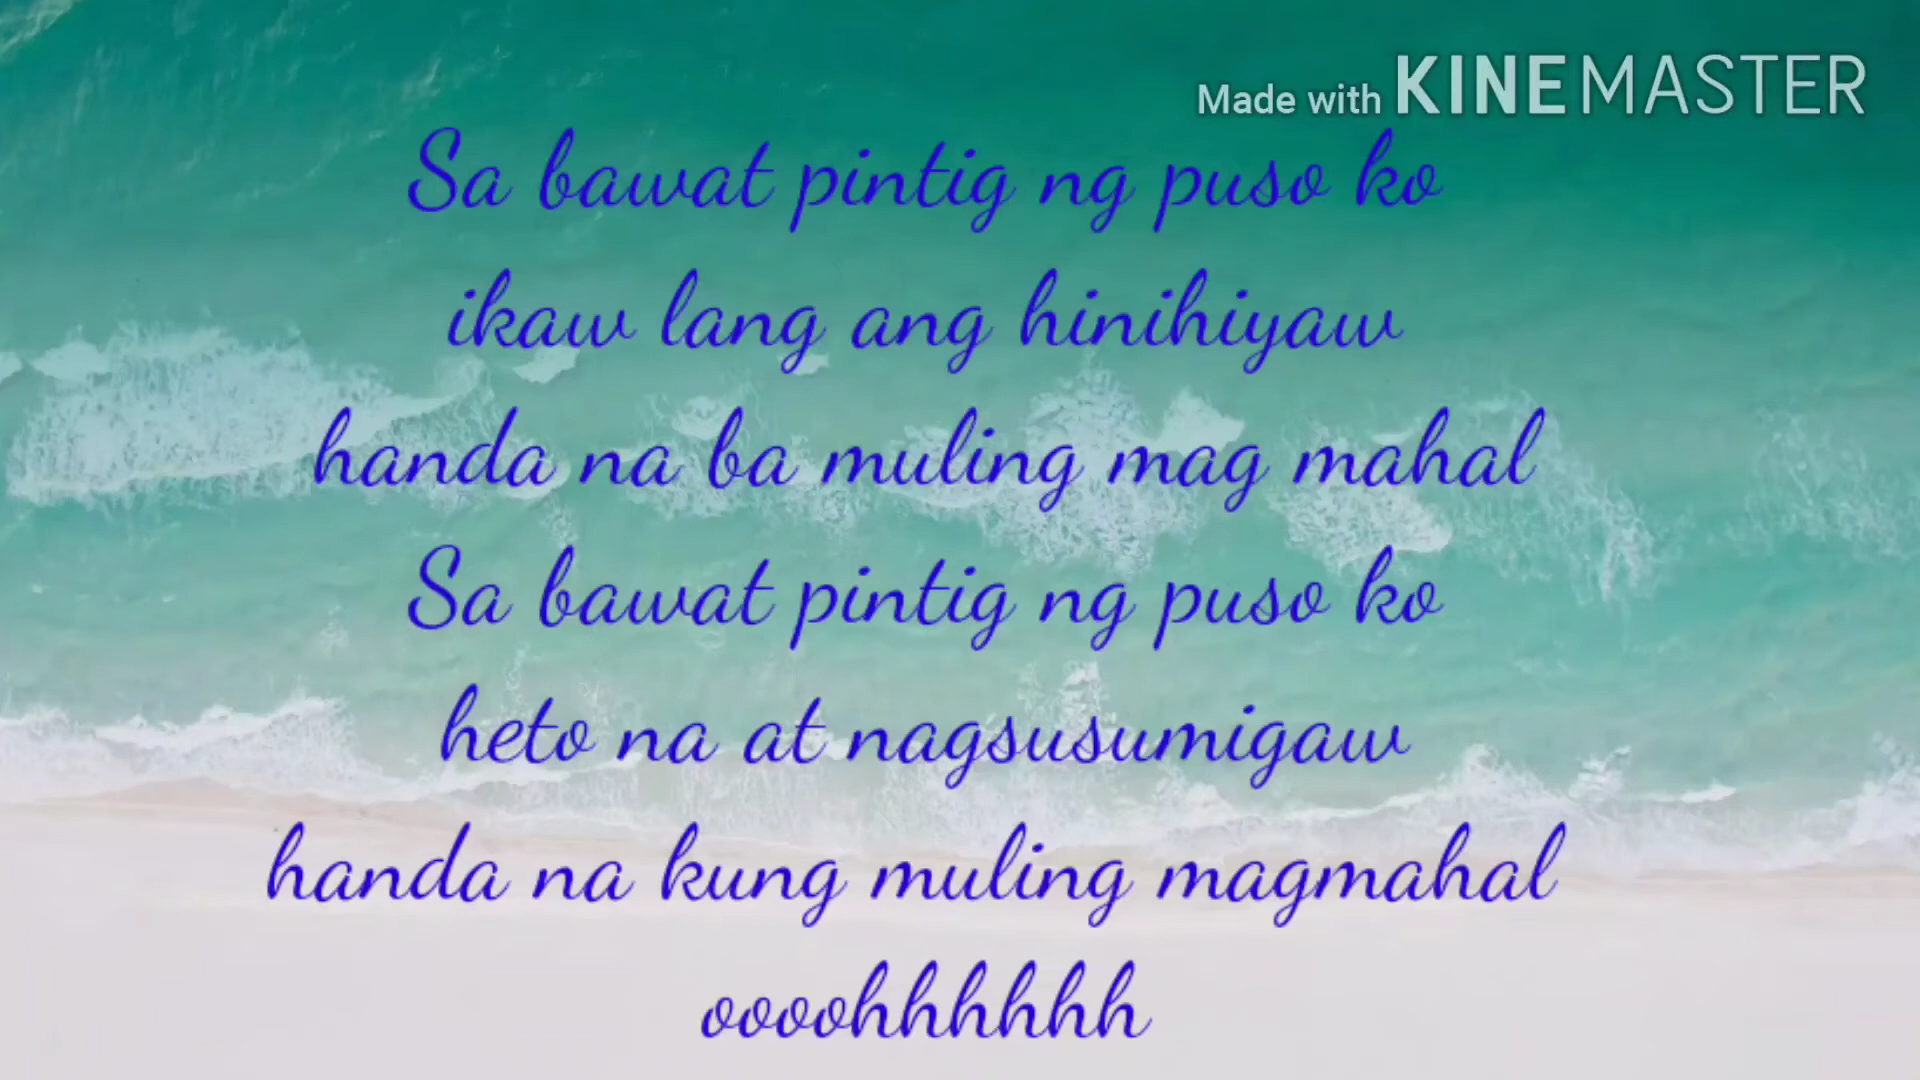 Made with KINEMASTER
Sa bawat pintig ng puso ko
ikaw lang ang hinihiyaw
handa na ba muling mag mahal
Sa bawat pintig ng puso ko
heto na at nagsusumigaw
handa na kung muling magmahal
oooohhhhhh